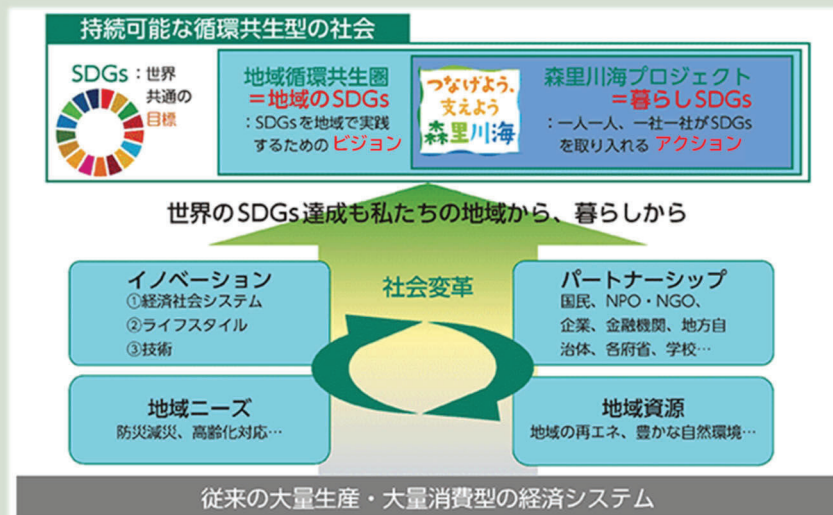 持続可能な循環共生型の社会
SDGs：世界
共通の
目標
地域循環共生圏
＝地域のSDGs
：SDGsを地域で実践
するための ビジョン
つなげよう、
支えよう
森里川海
森里川海プロジェクト
＝暮らしSDGs
：一人一人、一社一社がSDGs
を取り入れる アクション
世界のSDGs達成も私たちの地域から、暮らしから
イノベーション
①経済社会システム
②ライフスタイル
③技術
社会変革
パートナーシップ
国民、NPO・NGO、
企業、金融機関、地方自
治体、各府省、学校…
地域ニーズ
防災減災、高齢化対応…
地域資源
地域の再エネ、豊かな自然環境…
従来の大量生産・大量消費型の経済システム